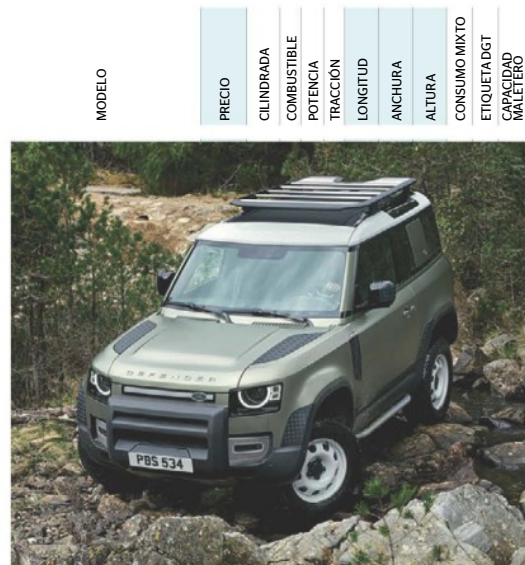 MODELO
PRECIO
CILINDRADA
COMBUSTIBLE
POTENCIA
TRACCIÓN
LONGITUD
ANCHURA
ALTURA
CONSUMO MIXTO
ETIQUETA DGT
CAPACIDAD
MALETERO
DEFENDER
PBS 534